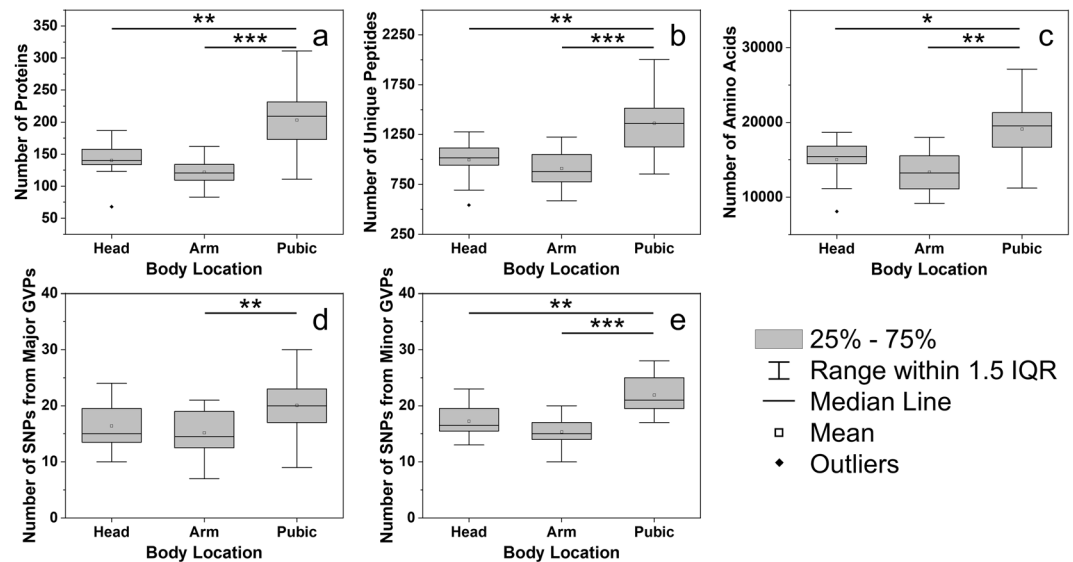 a
**
***
Number of Proteins
350
300
250
200
150
100
50
Head Arm Pubic
Body Location
b
**
***
Number of Unique Peptides
2250
1750
1250
750
250
Head Arm Pubic
Body Location
c
*
**
Number of Amino Acids
30000
20000
10000
Head Arm Pubic
Body Location
d
**
Number of SNPs from Major GVPs
40
30
20
10
0
Head Arm Pubic
Body Location
e
**
***
Number of SNPs from Minor GVPs
40
30
20
10
0
Head Arm Pubic
Body Location
25% - 75%
Range within 1.5 IQR
Median Line
Mean
Outliers